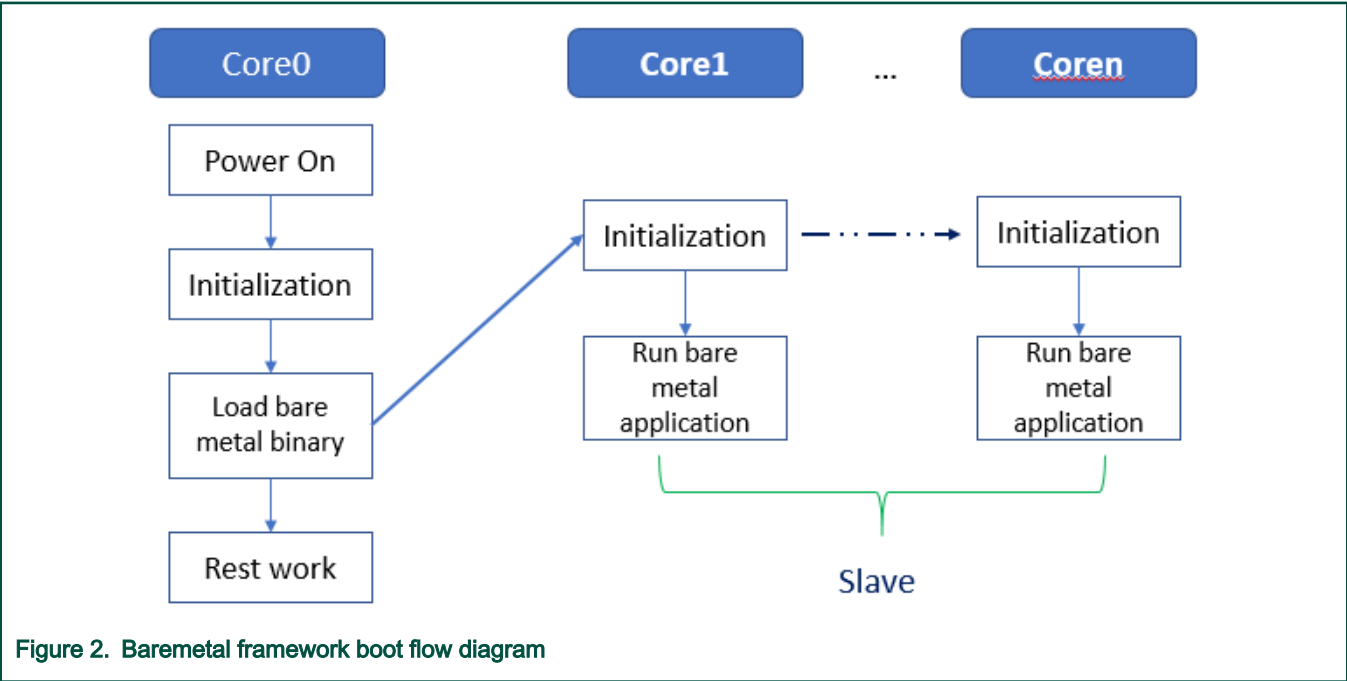 Core0
Core1
...
Coren
Power On
Initialization
Load bare
metal binary
Rest work
Initialization
Run bare
metal
application
Initialization
Run bare
metal
application
Slave
Figure 2. Baremetal framework boot flow diagram